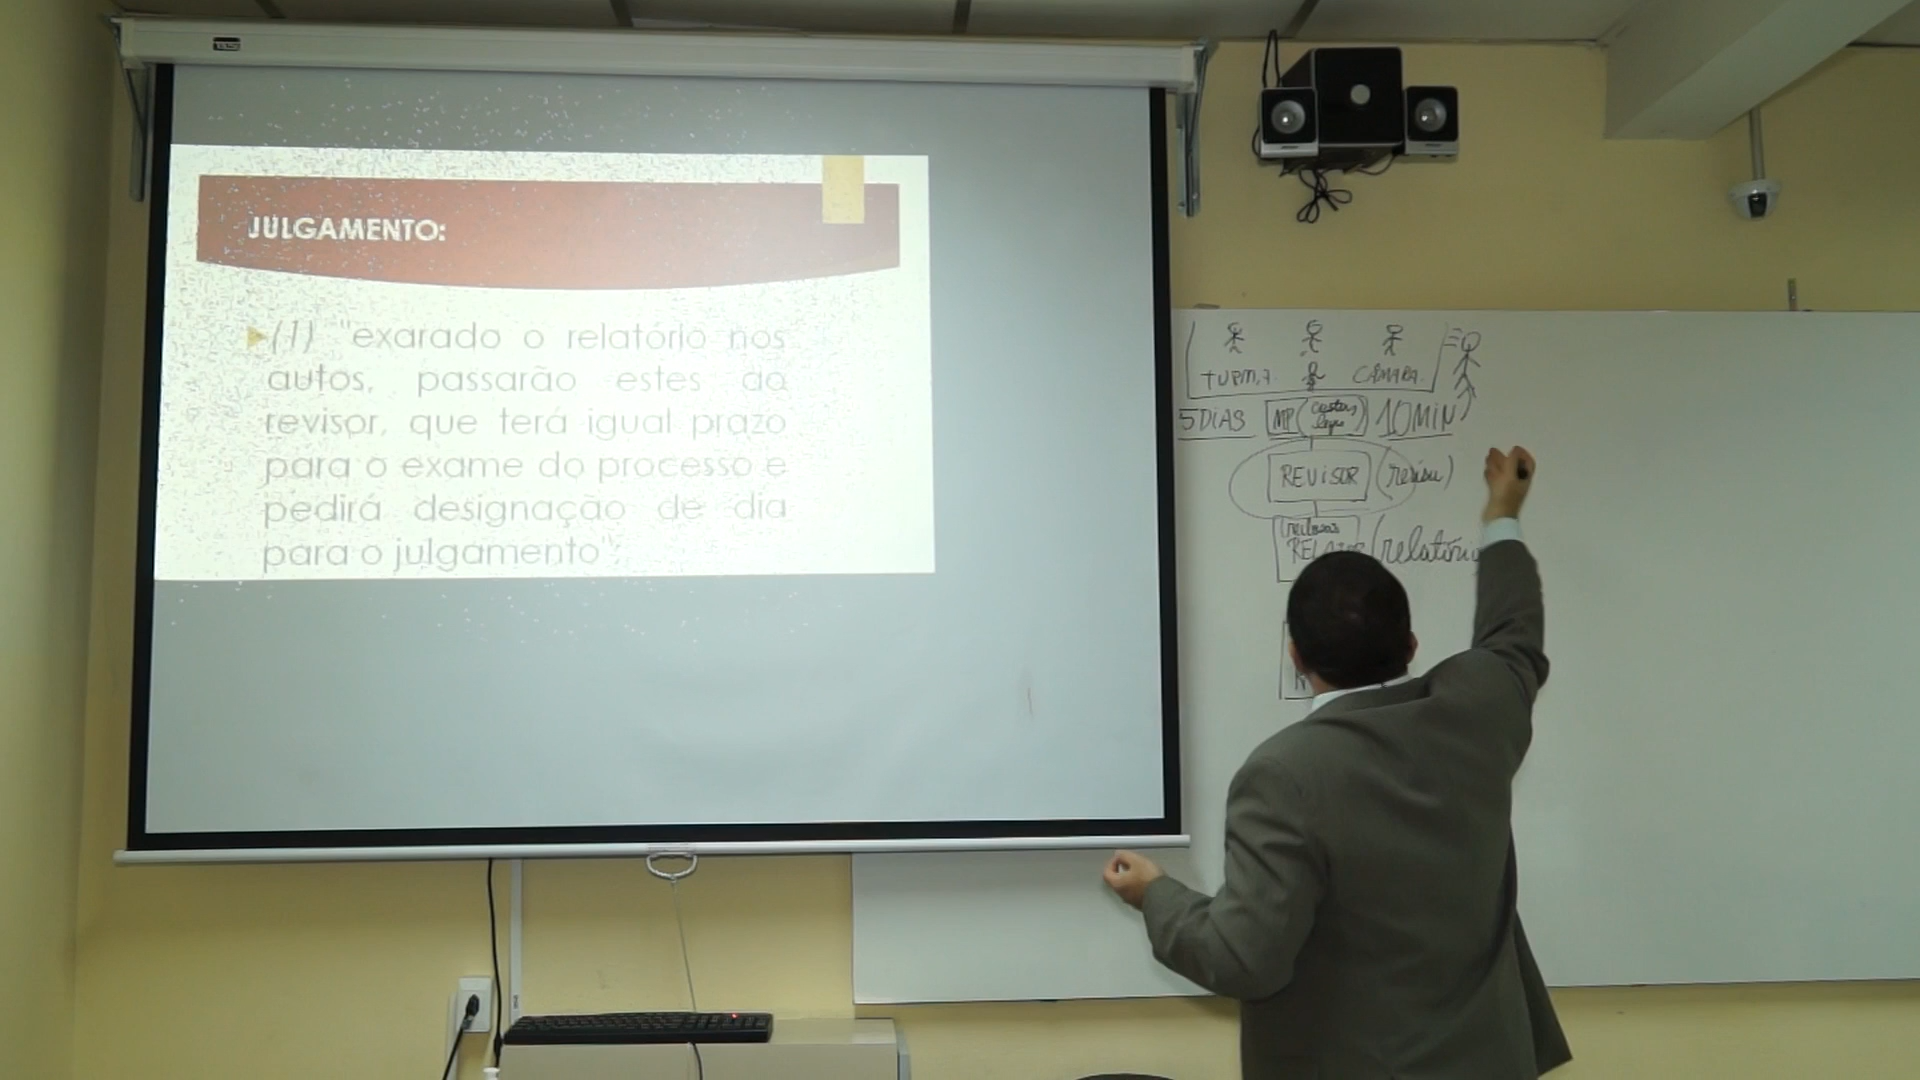 JULGAMENTO:
(1) "exarado o relatório nos
autos, passarão estes ao
revisor, que terá igual prazo
para o exame do processo e
pedirá designação de dia
para o julgamento";
TURMA CÂMARA
5 DIAS MP 10 MIN
REVISOR
RELATOR (relatório